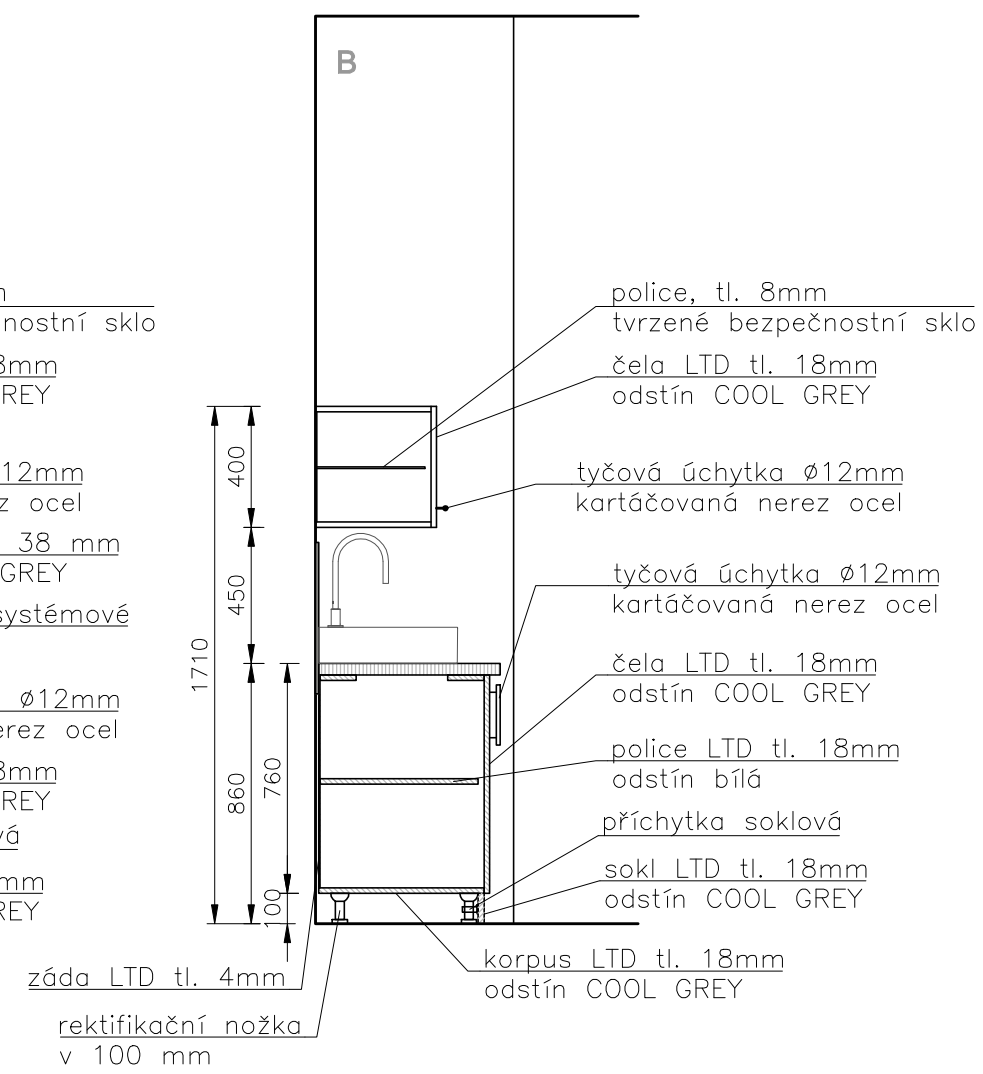 B
m
nostní sklo
8mm
REY
12mm
z ocel
38 mm
GREY
systémové
ø12mm
erez ocel
8mm
GREY
vá
mm
REY
1710
400
450
860
760
100
police, tl. 8mm
tvrzené bezpečnostní sklo
čela LTD tl. 18mm
odstín COOL GREY
tyčová úchytka ø12mm
kartáčovaná nerez ocel
tyčová úchytka ø12mm
kartáčovaná nerez ocel
čela LTD tl. 18mm
odstín COOL GREY
police LTD tl. 18mm
odstín bílá
příchytka soklová
sokl LTD tl. 18mm
odstín COOL GREY
korpus LTD tl. 18mm
odstín COOL GREY
záda LTD tl. 4mm
rektifikační nožka
v 100 mm